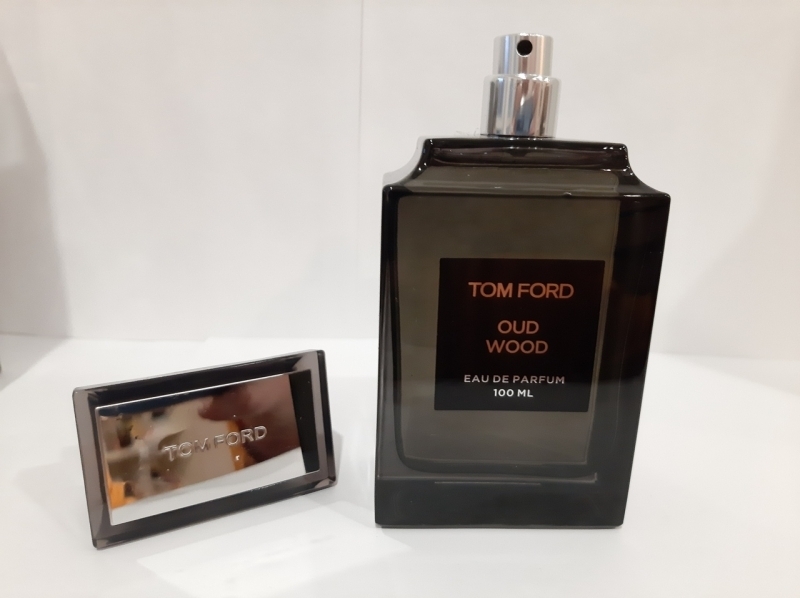 TOM FORD
OUD
WOOD
EAU DE PARFUM
100 ML
TOM FORD